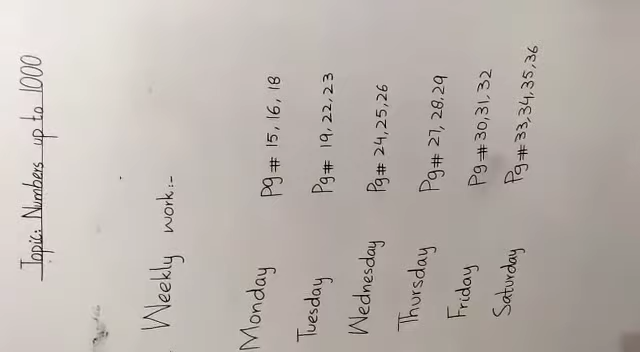 Topic: Numbers up to 1000
Weekly work:-
Monday Pg# 15, 16, 18
Tuesday Pg# 19, 22, 23
Wednesday Pg# 24, 25, 26
Thursday Pg# 27, 28, 29
Friday Pg# 30, 31, 32
Saturday Pg# 33, 34, 35, 36